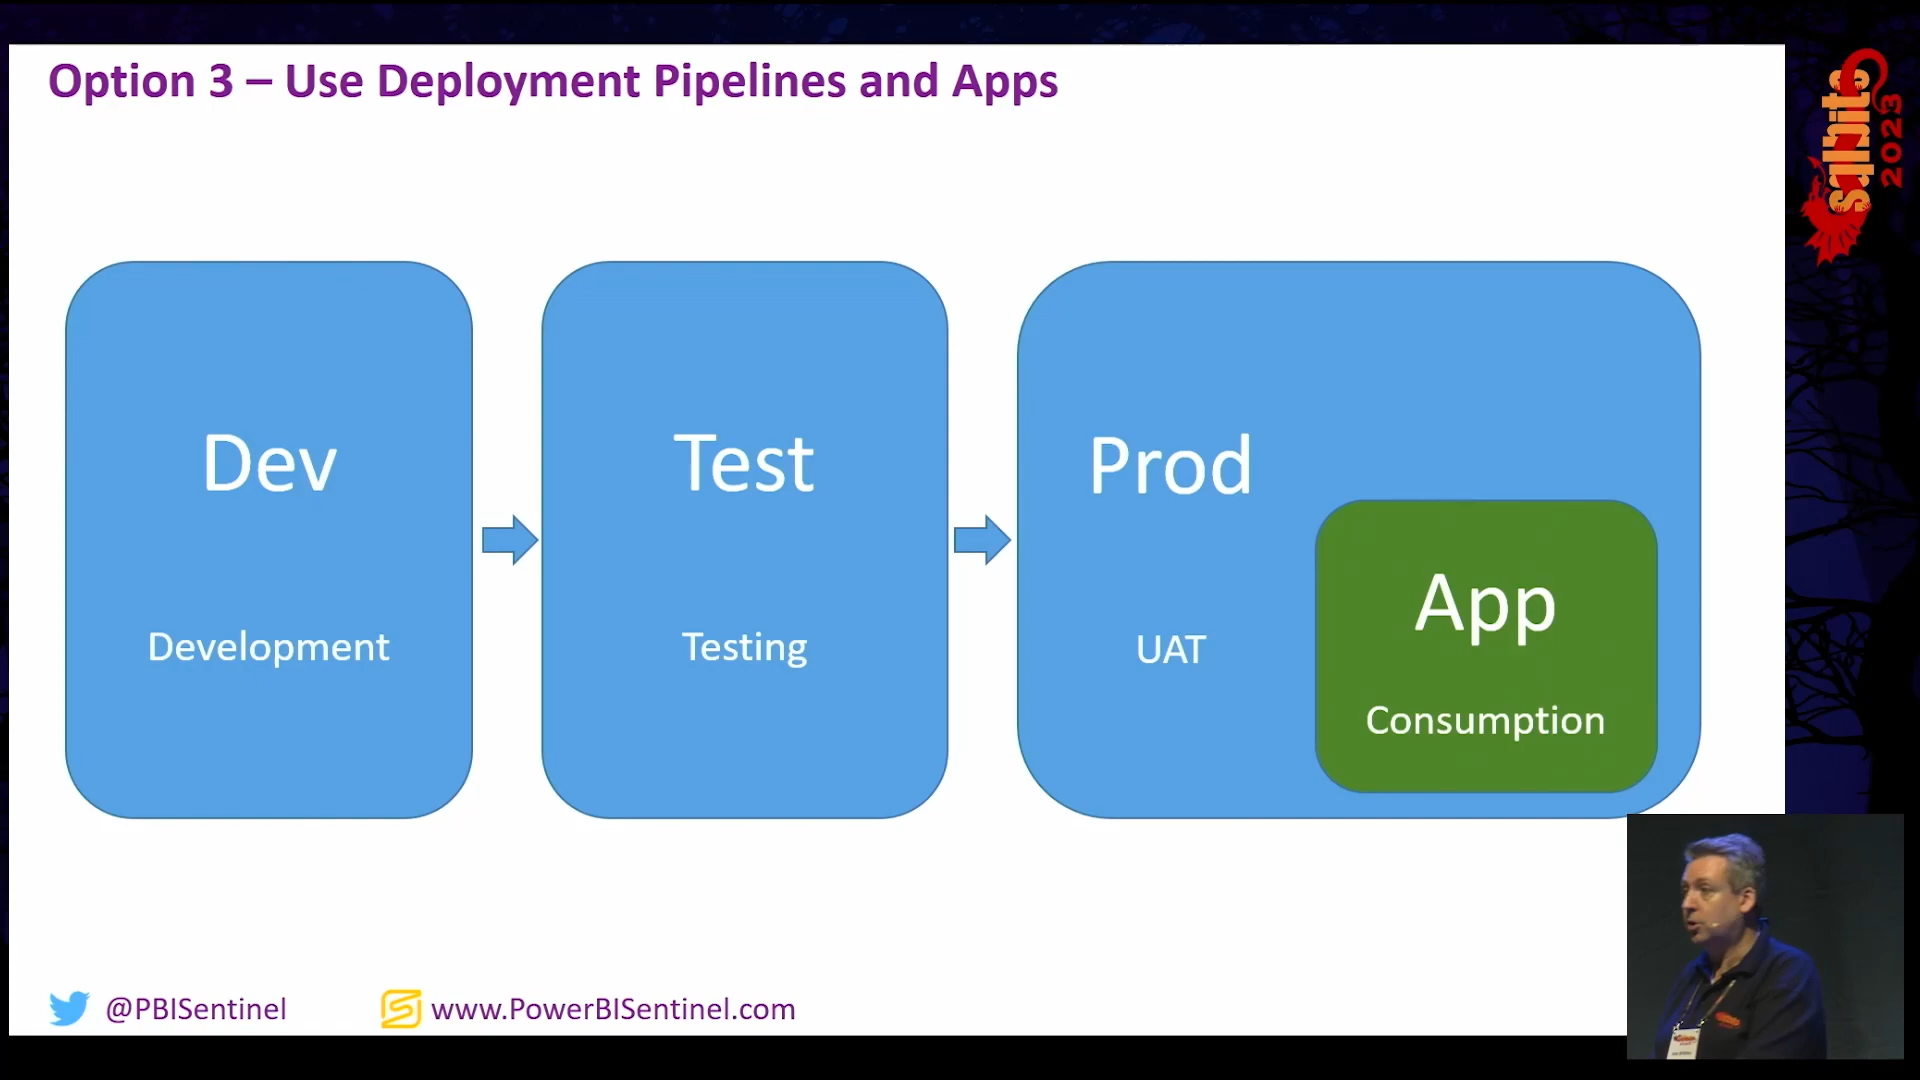 Option 3 – Use Deployment Pipelines and Apps
sqlbits
2023
Dev
Development
Test
Testing
Prod
UAT
App
Consumption
@PBISentinel
www.PowerBISentinel.com